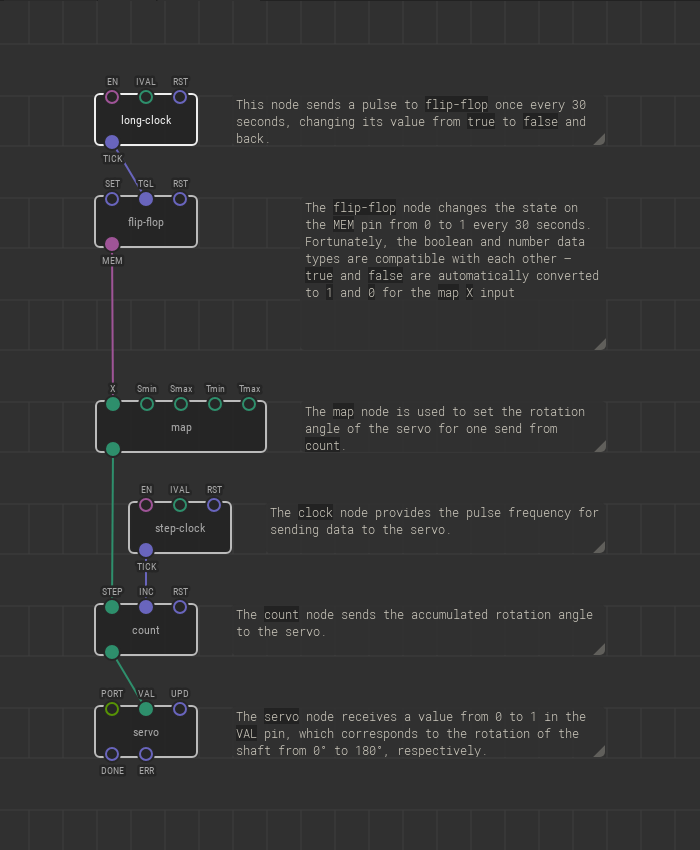 EN IVAL RST
long-clock
TICK
This node sends a pulse to flip-flop once every 30
seconds, changing its value from true to false and
back.
SET TGL RST
flip-flop
MEM
The flip-flop node changes the state on
the MEM pin from 0 to 1 every 30 seconds.
Fortunately, the boolean and number data
types are compatible with each other —
true and false are automatically converted
to 1 and 0 for the map X input
X Smin Smax Tmin Tmax
map
The map node is used to set the rotation
angle of the servo for one send from
count.
EN IVAL RST
step-clock
TICK
The clock node provides the pulse frequency for
sending data to the servo.
STEP INC RST
count
The count node sends the accumulated rotation angle
to the servo.
PORT VAL UPD
servo
DONE ERR
The servo node receives a value from 0 to 1 in the
VAL pin, which corresponds to the rotation of the
shaft from 0° to 180°, respectively.